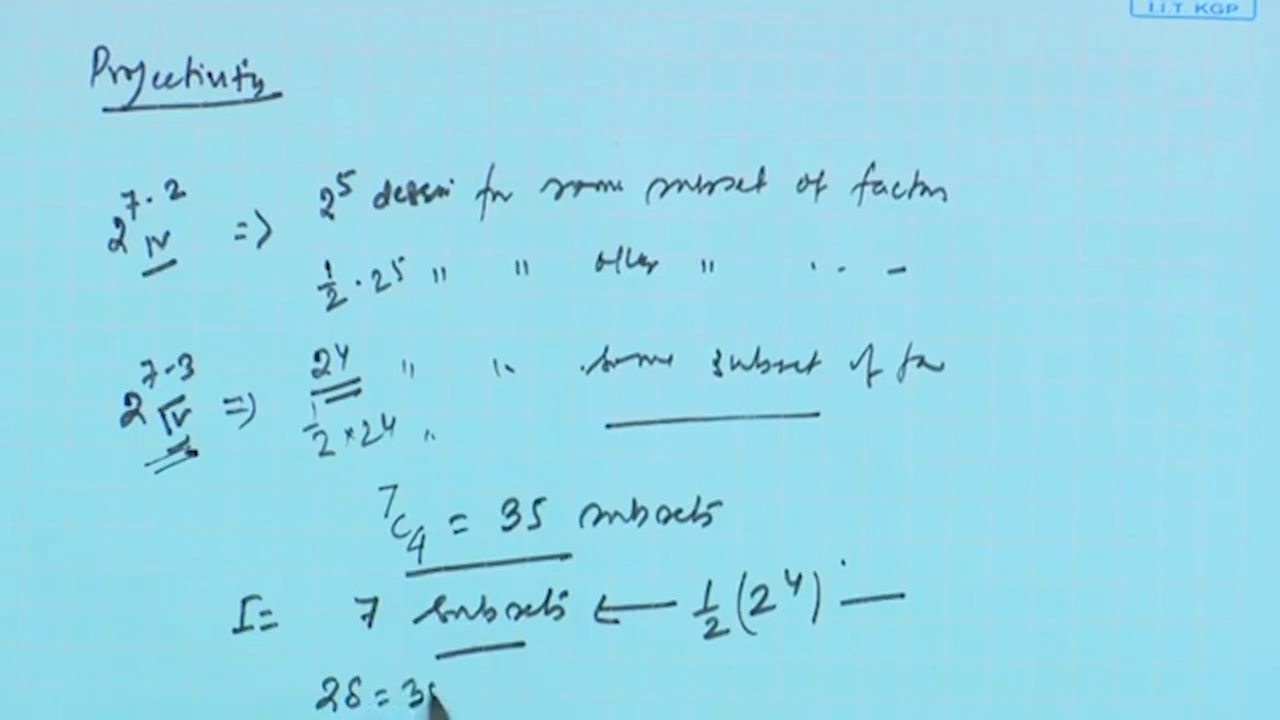 I.I.T. KGP
Projectivity
2^{7-2}_{IV} => 2^5 design for some subset of factors
1/2 · 2^5 " " other " . . -
2^{7-3}_{IV} => 2^4 " " some subset of fa
1/2 × 2^4 "
7C4 = 35 subsets
I = 7 subsets ← 1/2 (2^4) —
28 = 35